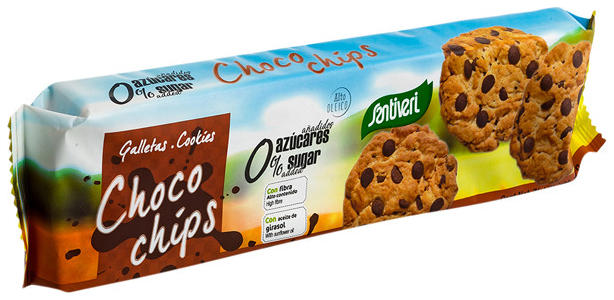 0% azúcares añadidos
sugar added
Choco
chips
Alto
OLEICO
Santiveri
Galletas . Cookies
Choco
chips
0% azúcares añadidos
sugar added
Con fibra
Alto contenido
High fibre
Con aceite de
girasol
With sunflower oil